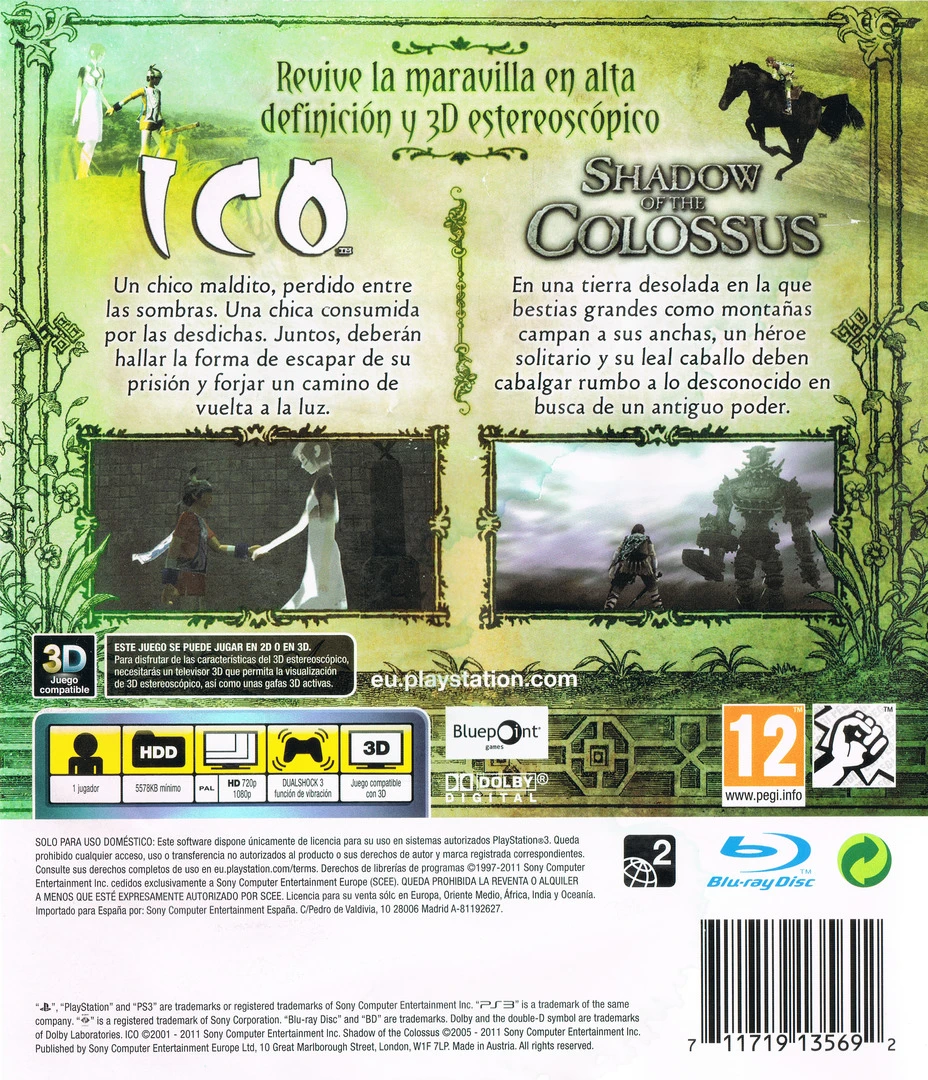 Revive la maravilla en alta
definición y 3D estereoscópico
ICO™
Un chico maldito, perdido entre
las sombras. Una chica consumida
por las desdichas. Juntos, deberán
hallar la forma de escapar de su
prisión y forjar un camino de
vuelta a la luz.
SHADOW
OF THE
COLOSSUS™
En una tierra desolada en la que
bestias grandes como montañas
campan a sus anchas, un héroe
solitario y su leal caballo deben
cabalgar rumbo a lo desconocido en
busca de un antiguo poder.
3D
Juego
compatible
ESTE JUEGO SE PUEDE JUGAR EN 2D O EN 3D.
Para disfrutar de las características del 3D estereoscópico,
necesitarás un televisor 3D que permita la visualización
de 3D estereoscópico, así como unas gafas 3D activas.
eu.playstation.com
1 jugador
HDD
5578KB mínimo
PAL
HD 720p
1080p
DUALSHOCK 3
función de vibración
3D
Juego compatible
con 3D
Bluepoint®
games
DOLBY®
DIGITAL
12™
www.pegi.info
™
SOLO PARA USO DOMÉSTICO: Este software dispone únicamente de licencia para su uso en sistemas autorizados PlayStation®3. Queda
prohibido cualquier acceso, uso o transferencia no autorizados al producto o sus derechos de autor y marca registrada correspondientes.
Consulte sus derechos completos de uso en eu.playstation.com/terms. Derechos de librerías de programas ©1997-2011 Sony Computer
Entertainment Inc. cedidos exclusivamente a Sony Computer Entertainment Europe (SCEE). QUEDA PROHIBIDA LA REVENTA O ALQUILER
A MENOS QUE ESTÉ EXPRESAMENTE AUTORIZADO POR SCEE. Licencia para su venta sólc en Europa, Oriente Medio, África, India y Oceanía.
Importado para España por: Sony Computer Entertainment España. C/Pedro de Valdivia, 10 28006 Madrid A-81192627.
2
Blu-ray Disc™
"", "PlayStation" and "PS3" are trademarks or registered trademarks of Sony Computer Entertainment Inc. "PS3" is a trademark of the same
company. "" is a registered trademark of Sony Corporation. "Blu-ray Disc" and "BD" are trademarks. Dolby and the double-D symbol are trademarks
of Dolby Laboratories. ICO ©2001 - 2011 Sony Computer Entertainment Inc. Shadow of the Colossus ©2005 - 2011 Sony Computer Entertainment Inc.
Published by Sony Computer Entertainment Europe Ltd, 10 Great Marlborough Street, London, W1F 7LP. Made in Austria. All rights reserved.
7 11719 13569 2